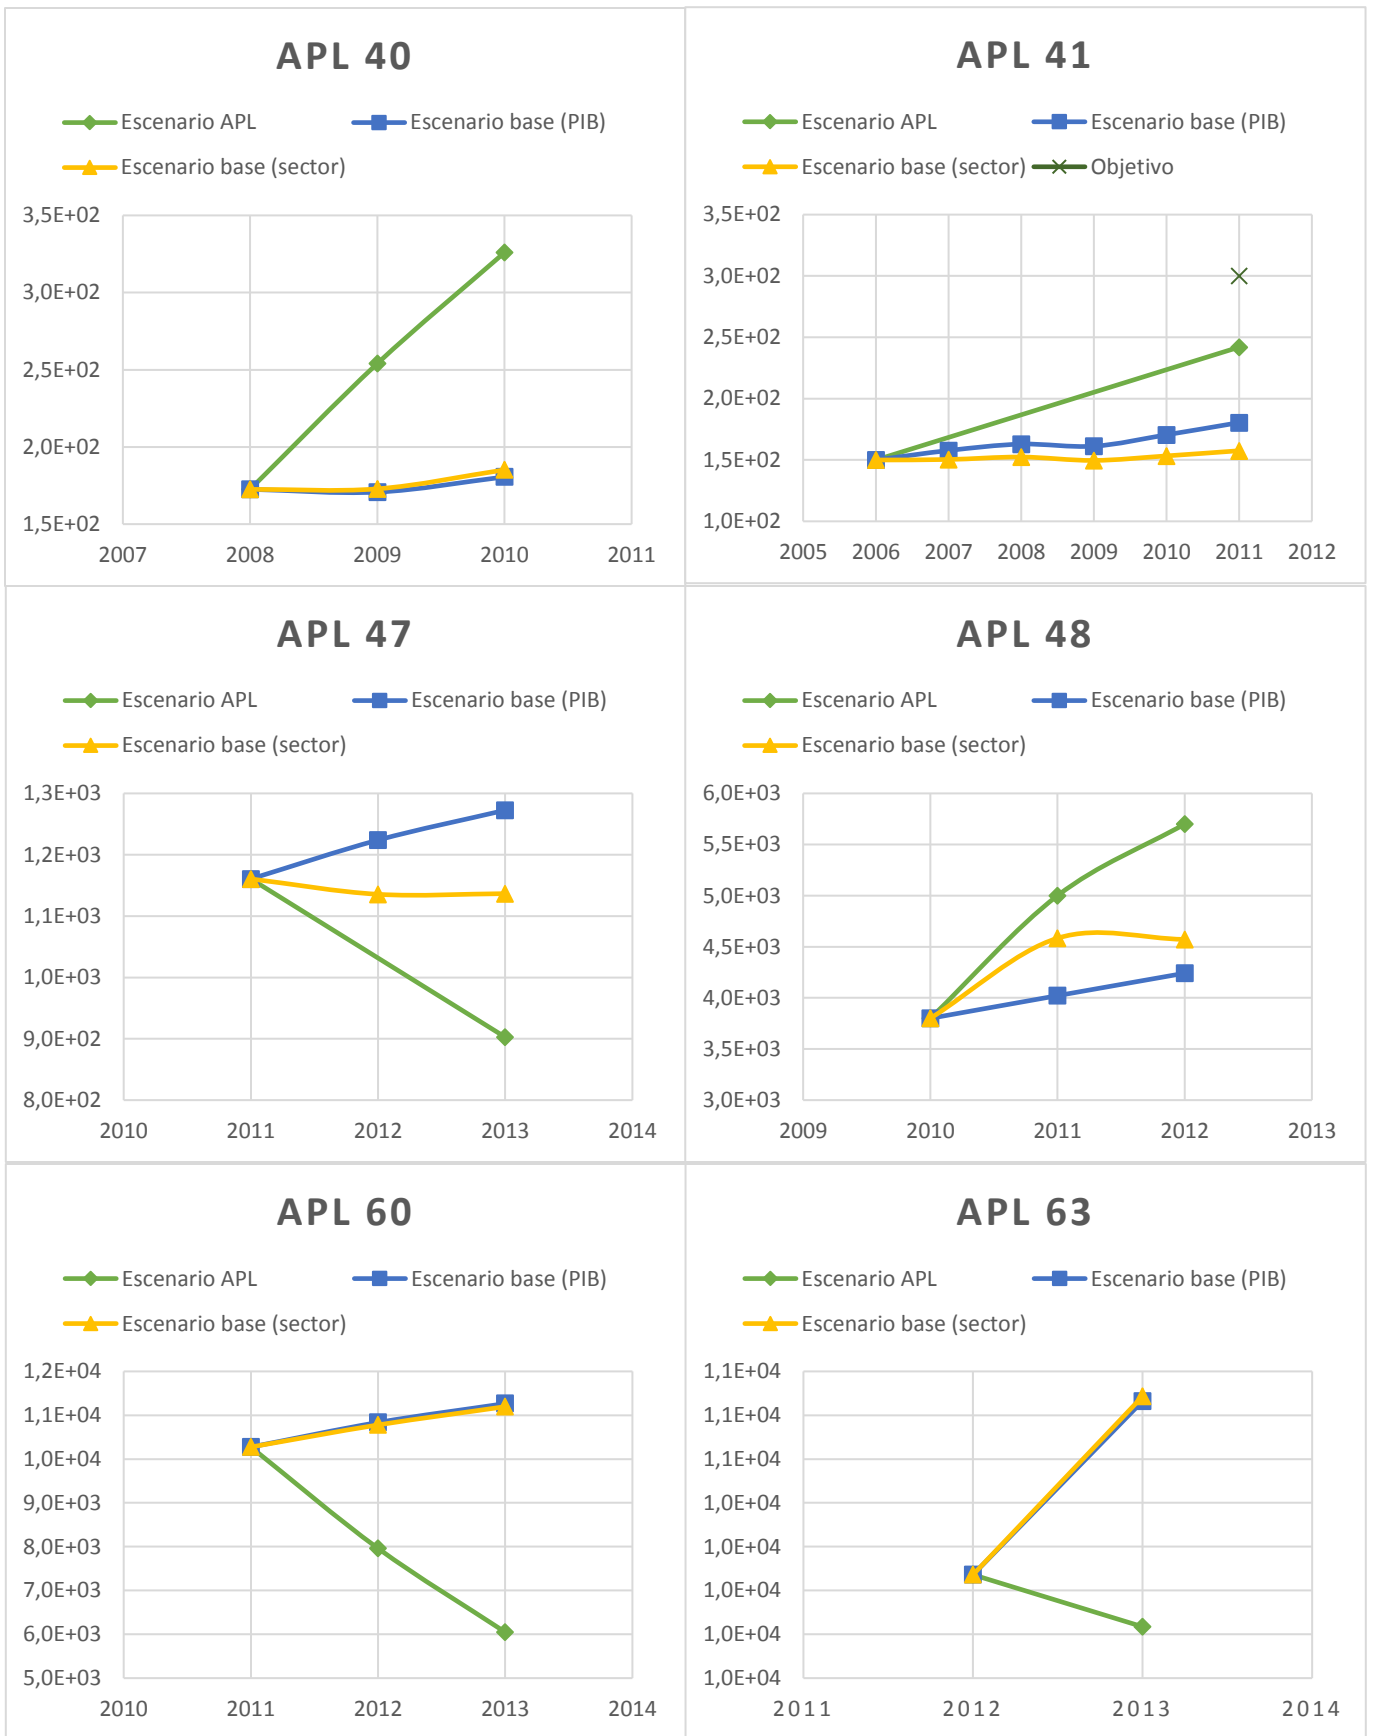 APL 40
Escenario APL
Escenario base (PIB)
Escenario base (sector)
3,5E+02
3,0E+02
2,5E+02
2,0E+02
1,5E+02
2007 2008 2009 2010 2011
APL 41
Escenario APL
Escenario base (PIB)
Escenario base (sector)
Objetivo
3,5E+02
3,0E+02
2,5E+02
2,0E+02
1,5E+02
1,0E+02
2005 2006 2007 2008 2009 2010 2011 2012
APL 47
Escenario APL
Escenario base (PIB)
Escenario base (sector)
1,3E+03
1,2E+03
1,1E+03
1,0E+03
9,0E+02
8,0E+02
2010 2011 2012 2013 2014
APL 48
Escenario APL
Escenario base (PIB)
Escenario base (sector)
6,0E+03
5,5E+03
5,0E+03
4,5E+03
4,0E+03
3,5E+03
3,0E+03
2009 2010 2011 2012 2013
APL 60
Escenario APL
Escenario base (PIB)
Escenario base (sector)
1,2E+04
1,1E+04
1,0E+04
9,0E+03
8,0E+03
7,0E+03
6,0E+03
5,0E+03
2010 2011 2012 2013 2014
APL 63
Escenario APL
Escenario base (PIB)
Escenario base (sector)
1,1E+04
1,1E+04
1,1E+04
1,0E+04
1,0E+04
1,0E+04
1,0E+04
1,0E+04
2011 2012 2013 2014